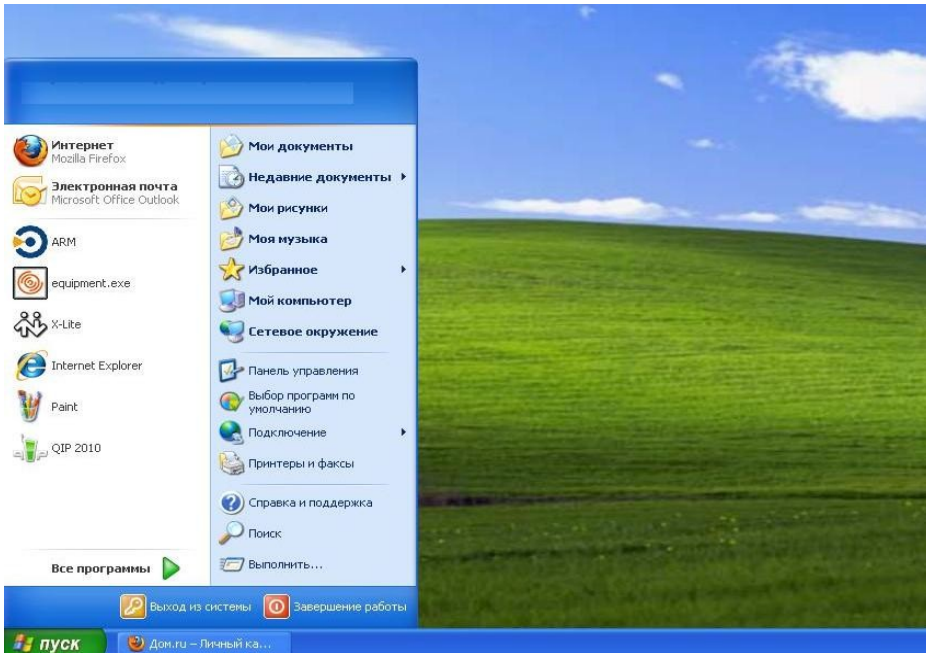 Интернет
Mozilla Firefox
Электронная почта
Microsoft Office Outlook
ARM
equipment.exe
X-Lite
Internet Explorer
Paint
QIP 2010
Все программы
Мои документы
Недавние документы
Мои рисунки
Моя музыка
Избранное
Мой компьютер
Сетевое окружение
Панель управления
Выбор программ по
умолчанию
Подключение
Принтеры и факсы
Справка и поддержка
Поиск
Выполнить...
Выход из системы
Завершение работы
пуск
Дом.ru – Личный ка...